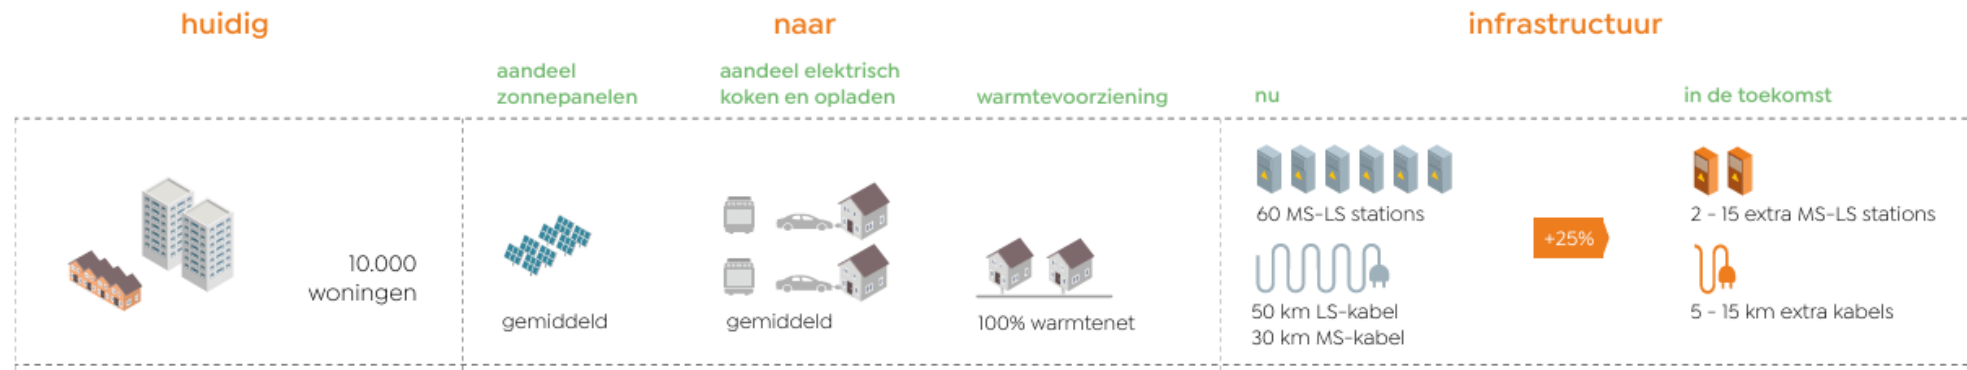 huidig
naar
infrastructuur
aandeel
zonnepanelen
aandeel elektrisch
koken en opladen
warmtevoorziening
nu
in de toekomst
10.000
woningen
gemiddeld
gemiddeld
100% warmtenet
60 MS-LS stations
50 km LS-kabel
30 km MS-kabel
+25%
2 - 15 extra MS-LS stations
5 - 15 km extra kabels